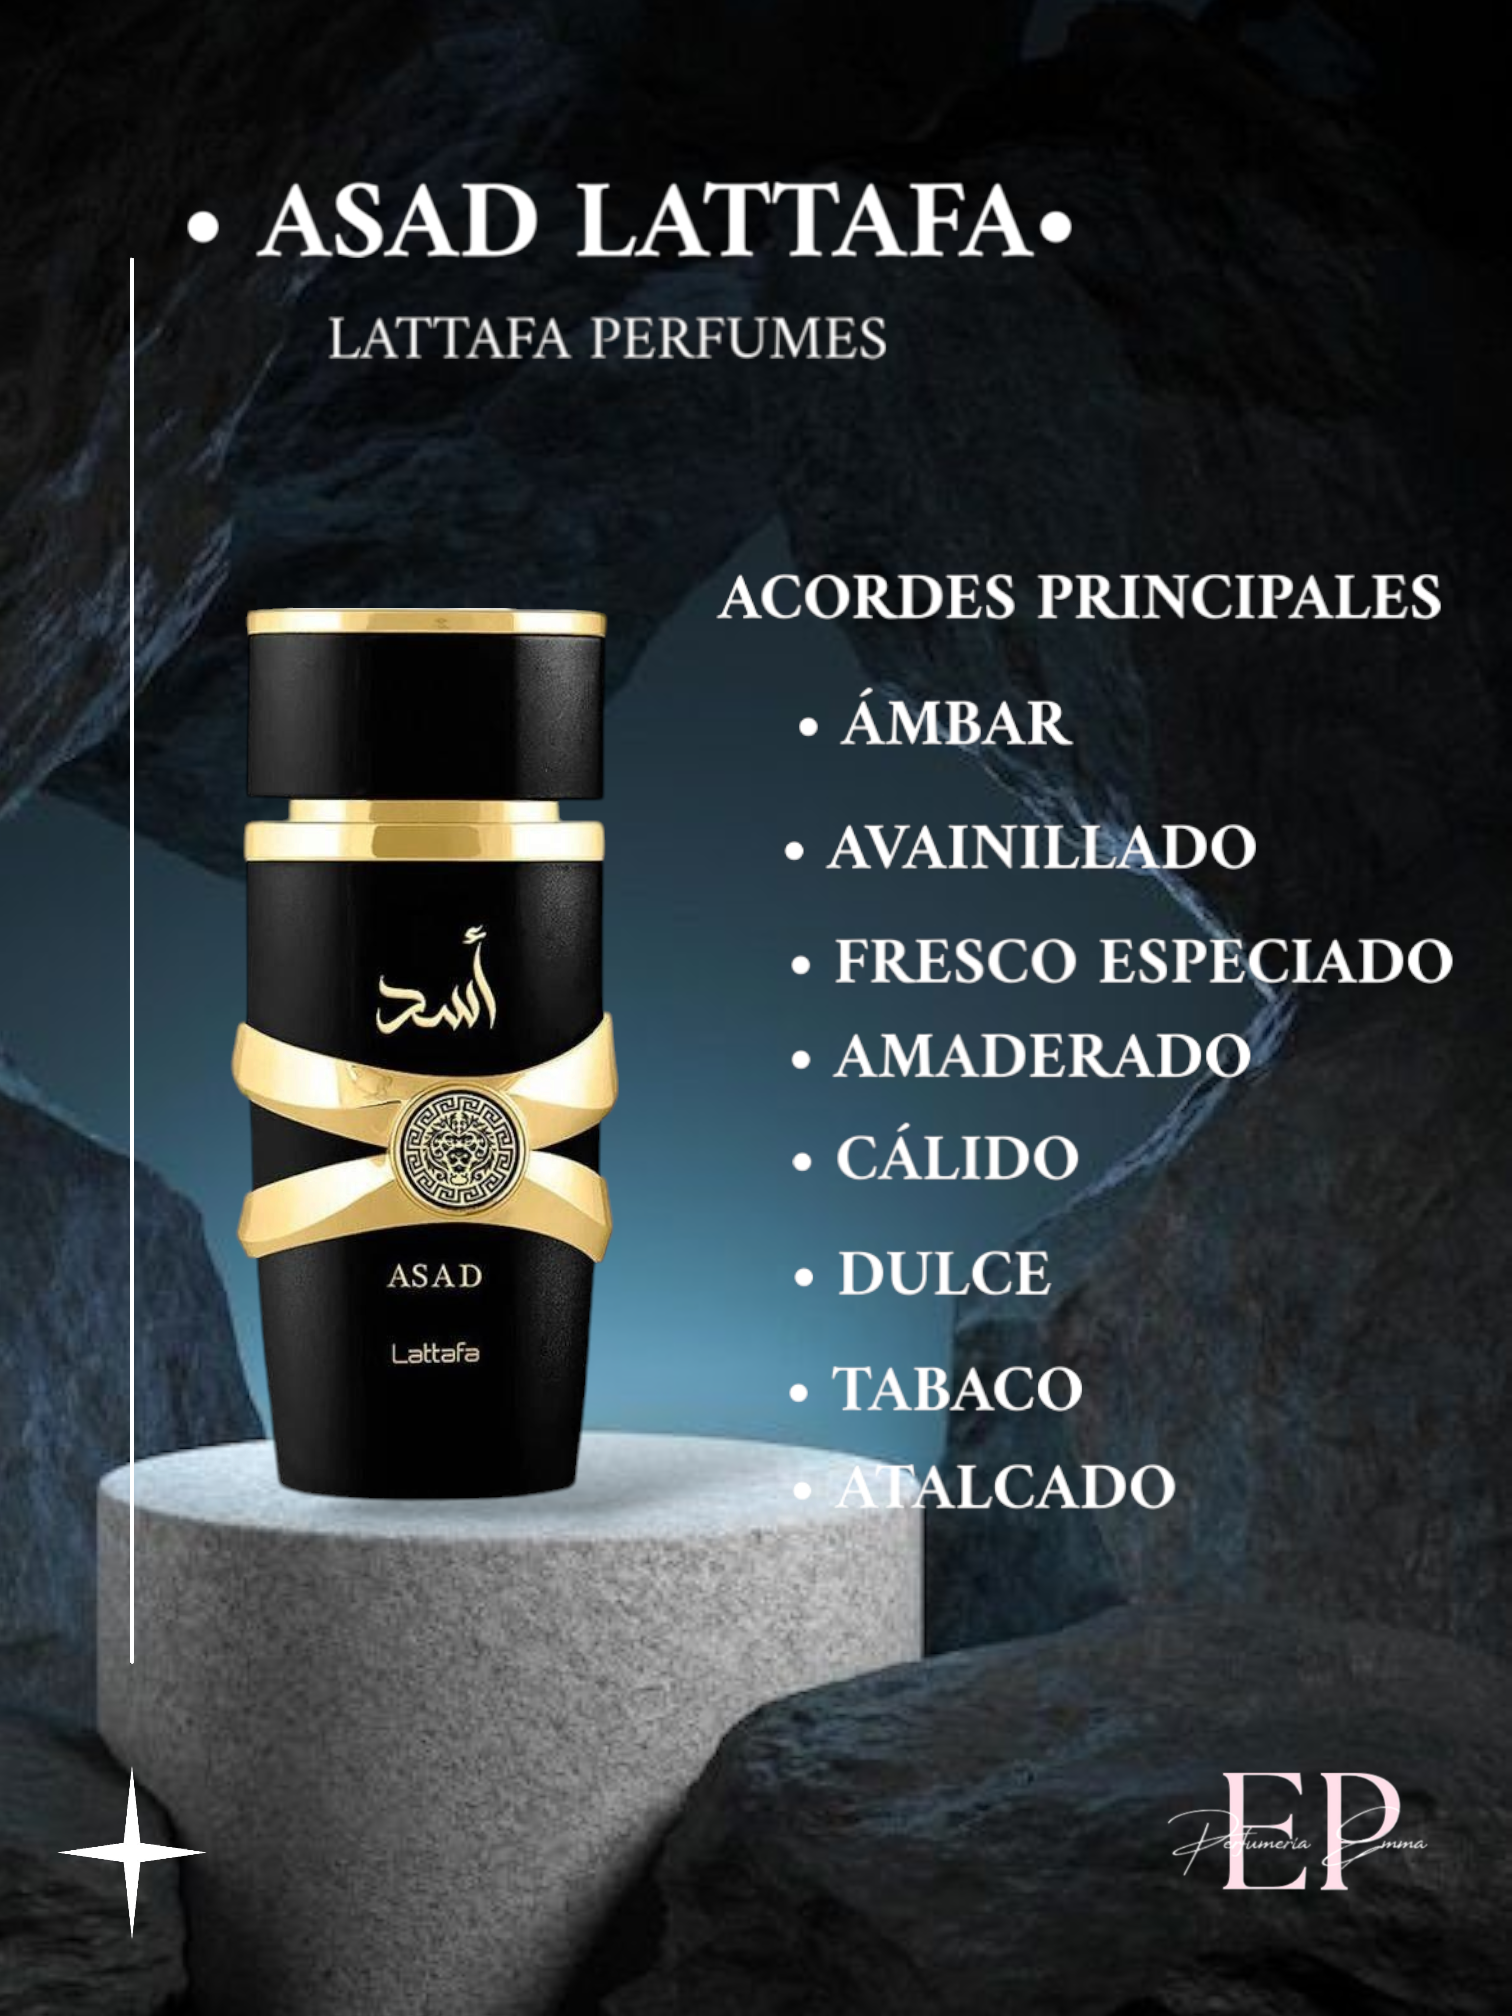 • ASAD LATTAFA•
LATTAFA PERFUMES
ACORDES PRINCIPALES
• ÁMBAR
• AVAINILLADO
• FRESCO ESPECIADO
• AMADERADO
• CÁLIDO
• DULCE
• TABACO
• ATALCADO
أسد
ASAD
Lattafa
EP
Perfumeria Emma